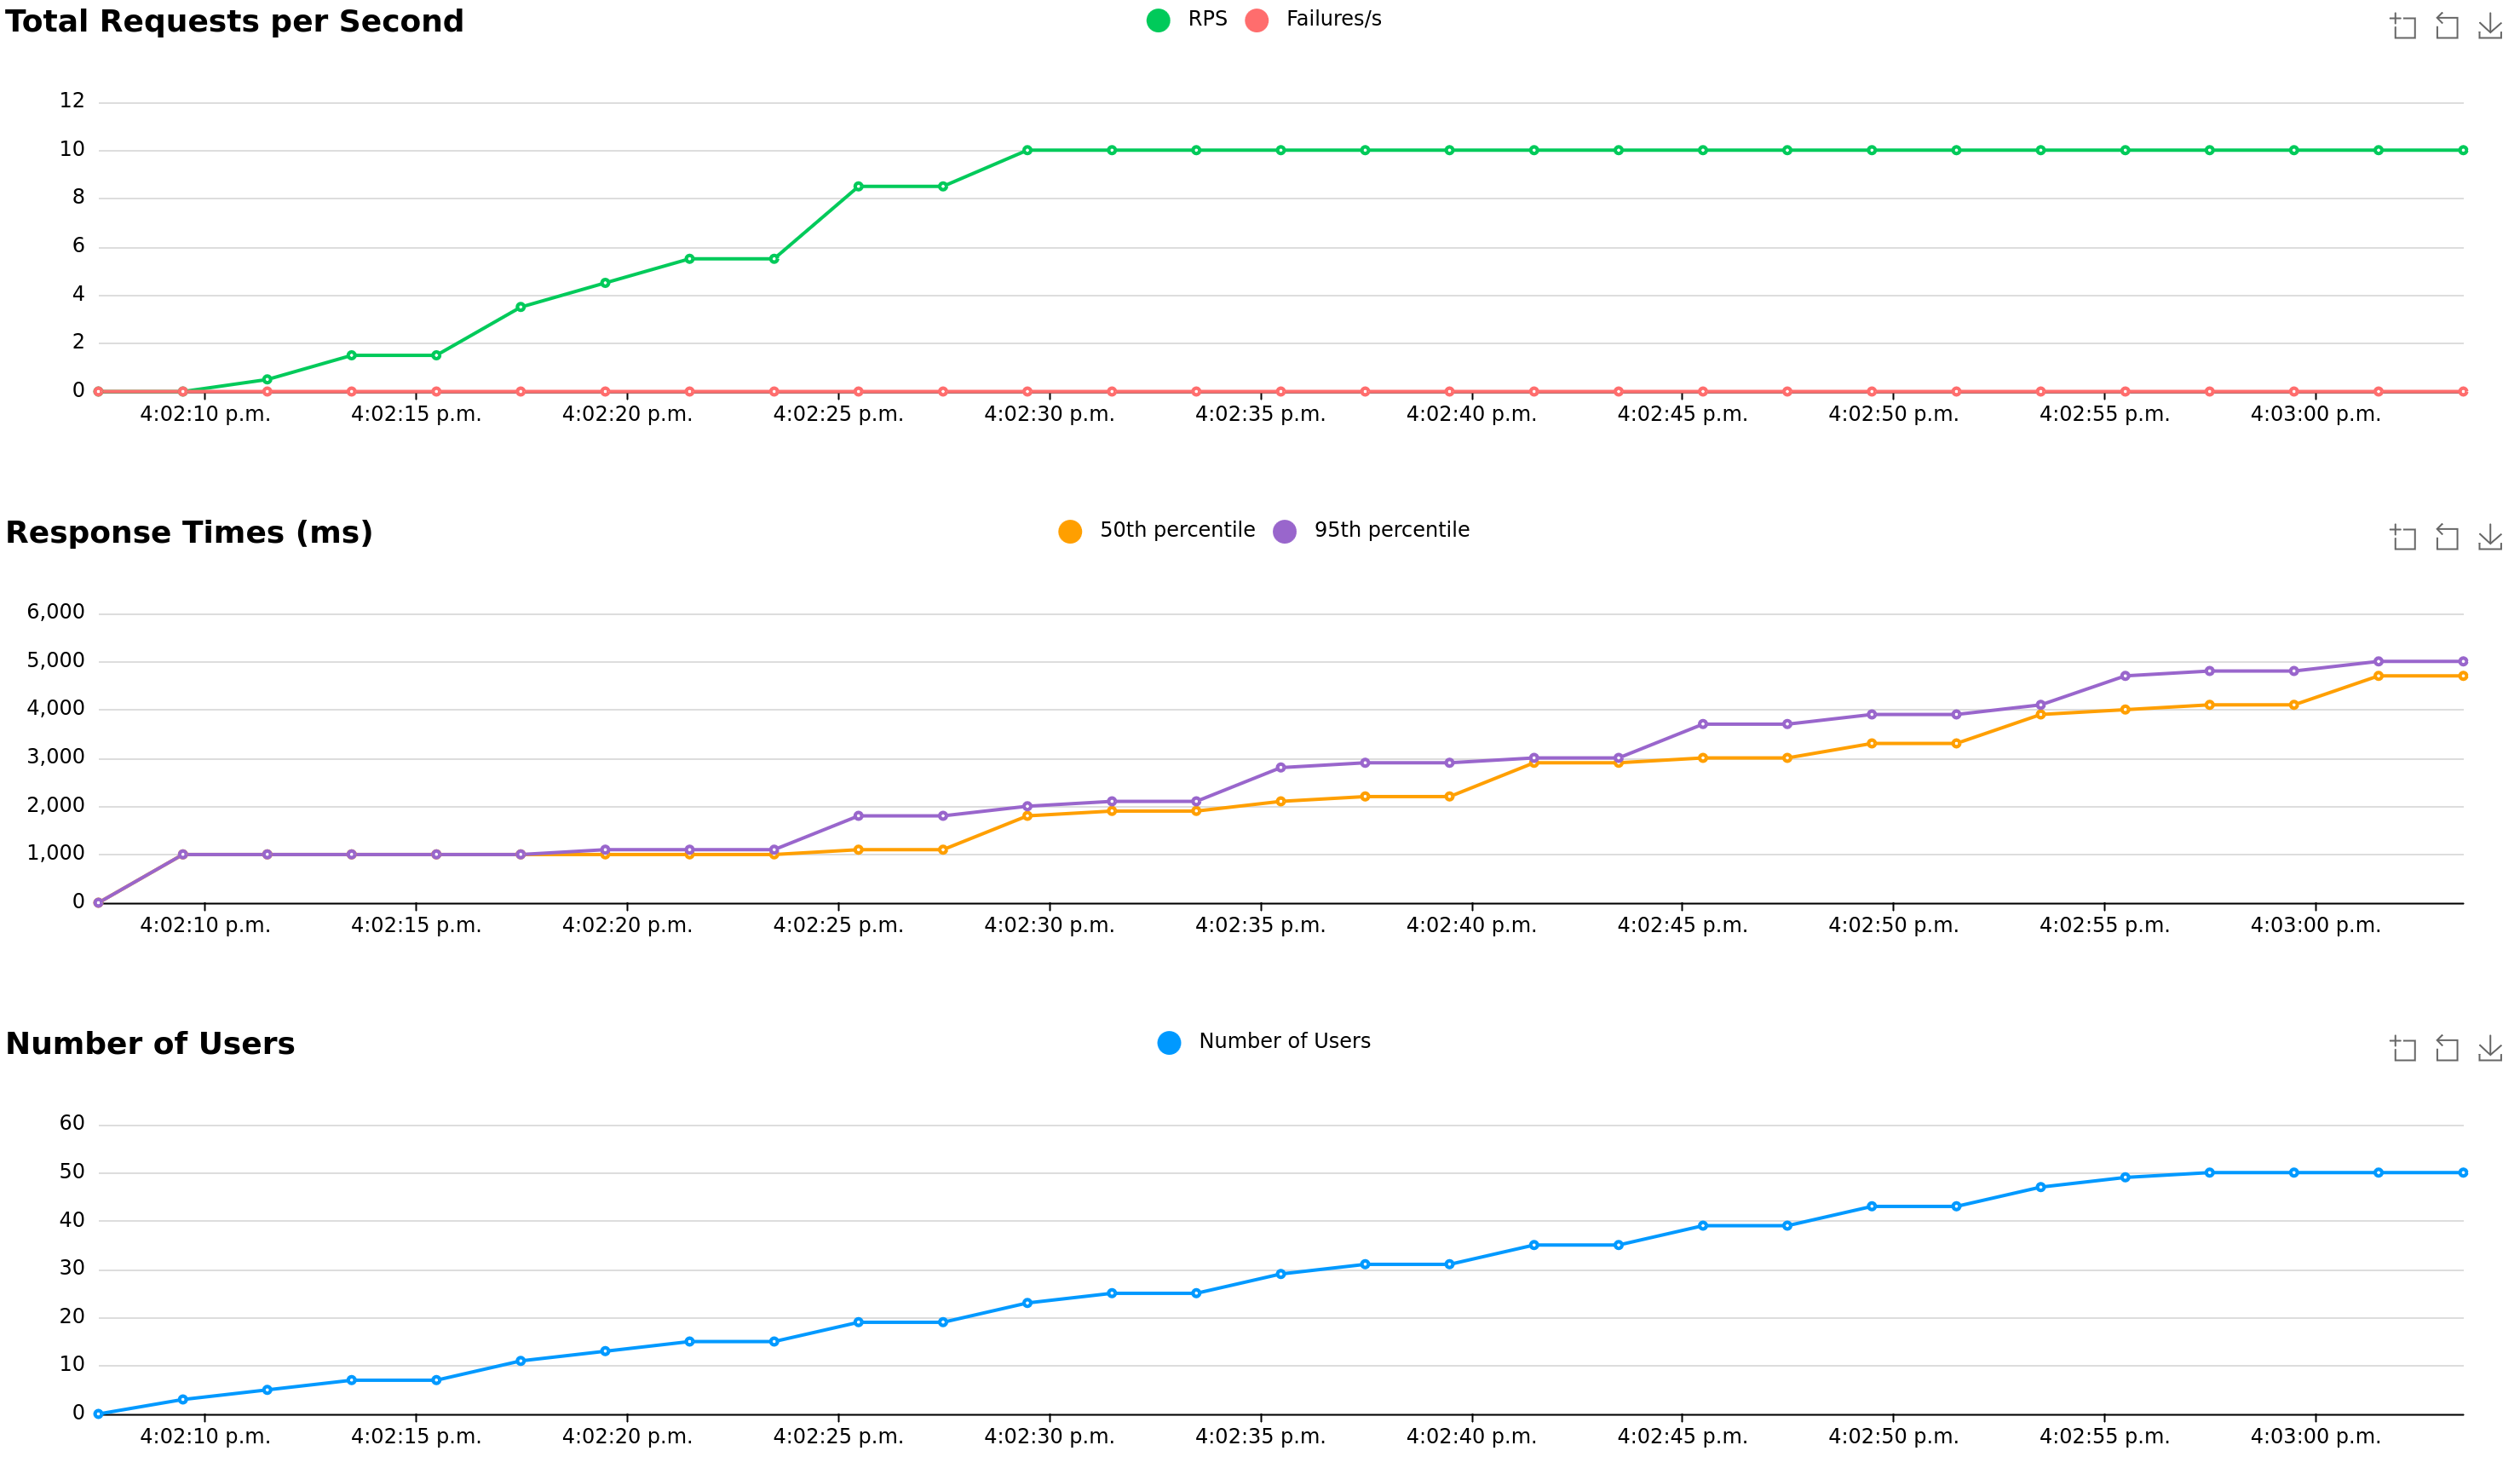 Total Requests per Second
RPS Failures/s
12
10
8
6
4
2
0
4:02:10 p.m. 4:02:15 p.m. 4:02:20 p.m. 4:02:25 p.m. 4:02:30 p.m. 4:02:35 p.m. 4:02:40 p.m. 4:02:45 p.m. 4:02:50 p.m. 4:02:55 p.m. 4:03:00 p.m.
Response Times (ms)
50th percentile 95th percentile
6,000
5,000
4,000
3,000
2,000
1,000
0
4:02:10 p.m. 4:02:15 p.m. 4:02:20 p.m. 4:02:25 p.m. 4:02:30 p.m. 4:02:35 p.m. 4:02:40 p.m. 4:02:45 p.m. 4:02:50 p.m. 4:02:55 p.m. 4:03:00 p.m.
Number of Users
Number of Users
60
50
40
30
20
10
0
4:02:10 p.m. 4:02:15 p.m. 4:02:20 p.m. 4:02:25 p.m. 4:02:30 p.m. 4:02:35 p.m. 4:02:40 p.m. 4:02:45 p.m. 4:02:50 p.m. 4:02:55 p.m. 4:03:00 p.m.